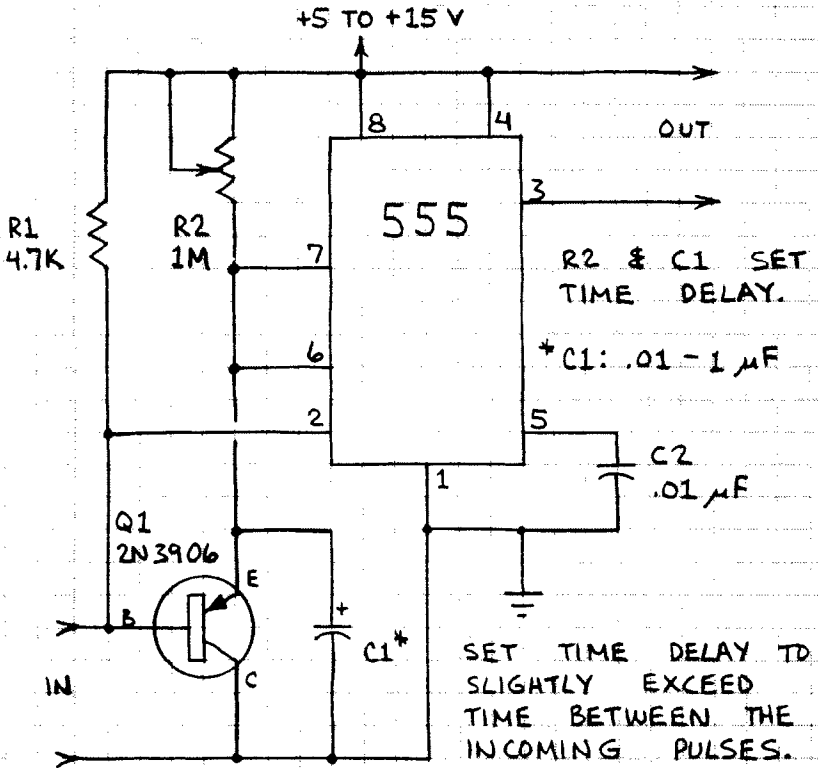 +5 TO +15 V
8
4
OUT
3
555
R1
4.7K
R2
1M
7
R2 & C1 SET
TIME DELAY.
6
*C1: .01 - 1 µF
2
5
C2
.01 µF
1
Q1
2N3906
E
B
+
C1*
C
IN
SET TIME DELAY TO
SLIGHTLY EXCEED
TIME BETWEEN THE
INCOMING PULSES.